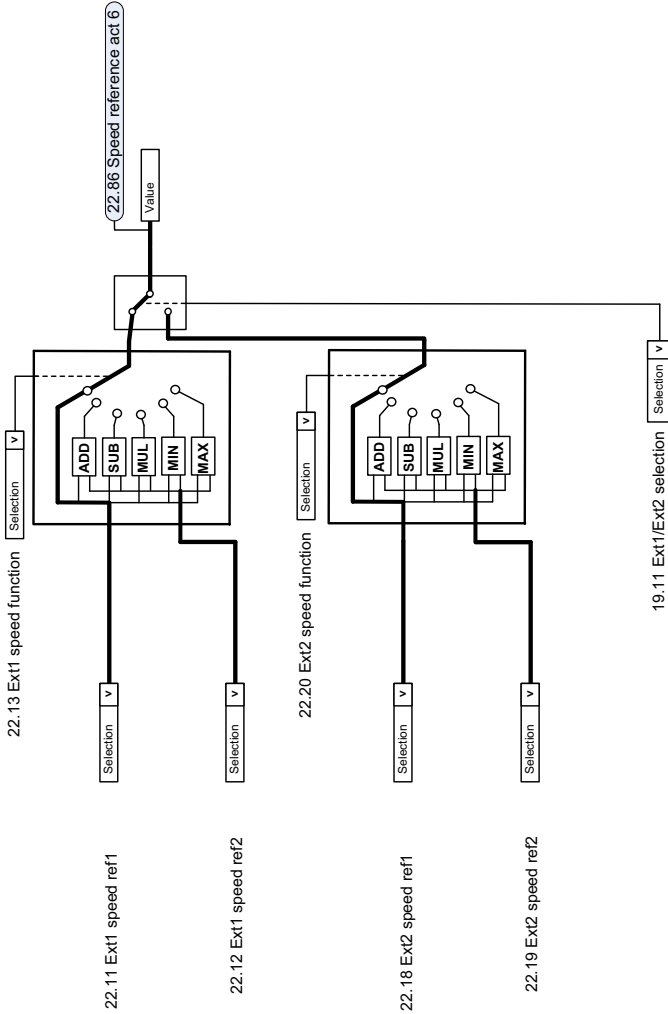 22.13 Ext1 speed function
Selection v
22.86 Speed reference act 6
Value
22.11 Ext1 speed ref1
Selection v
ADD
SUB
MUL
MIN
MAX
22.12 Ext1 speed ref2
Selection v
22.20 Ext2 speed function
Selection v
22.18 Ext2 speed ref1
Selection v
ADD
SUB
MUL
MIN
MAX
22.19 Ext2 speed ref2
Selection v
19.11 Ext1/Ext2 selection
Selection v